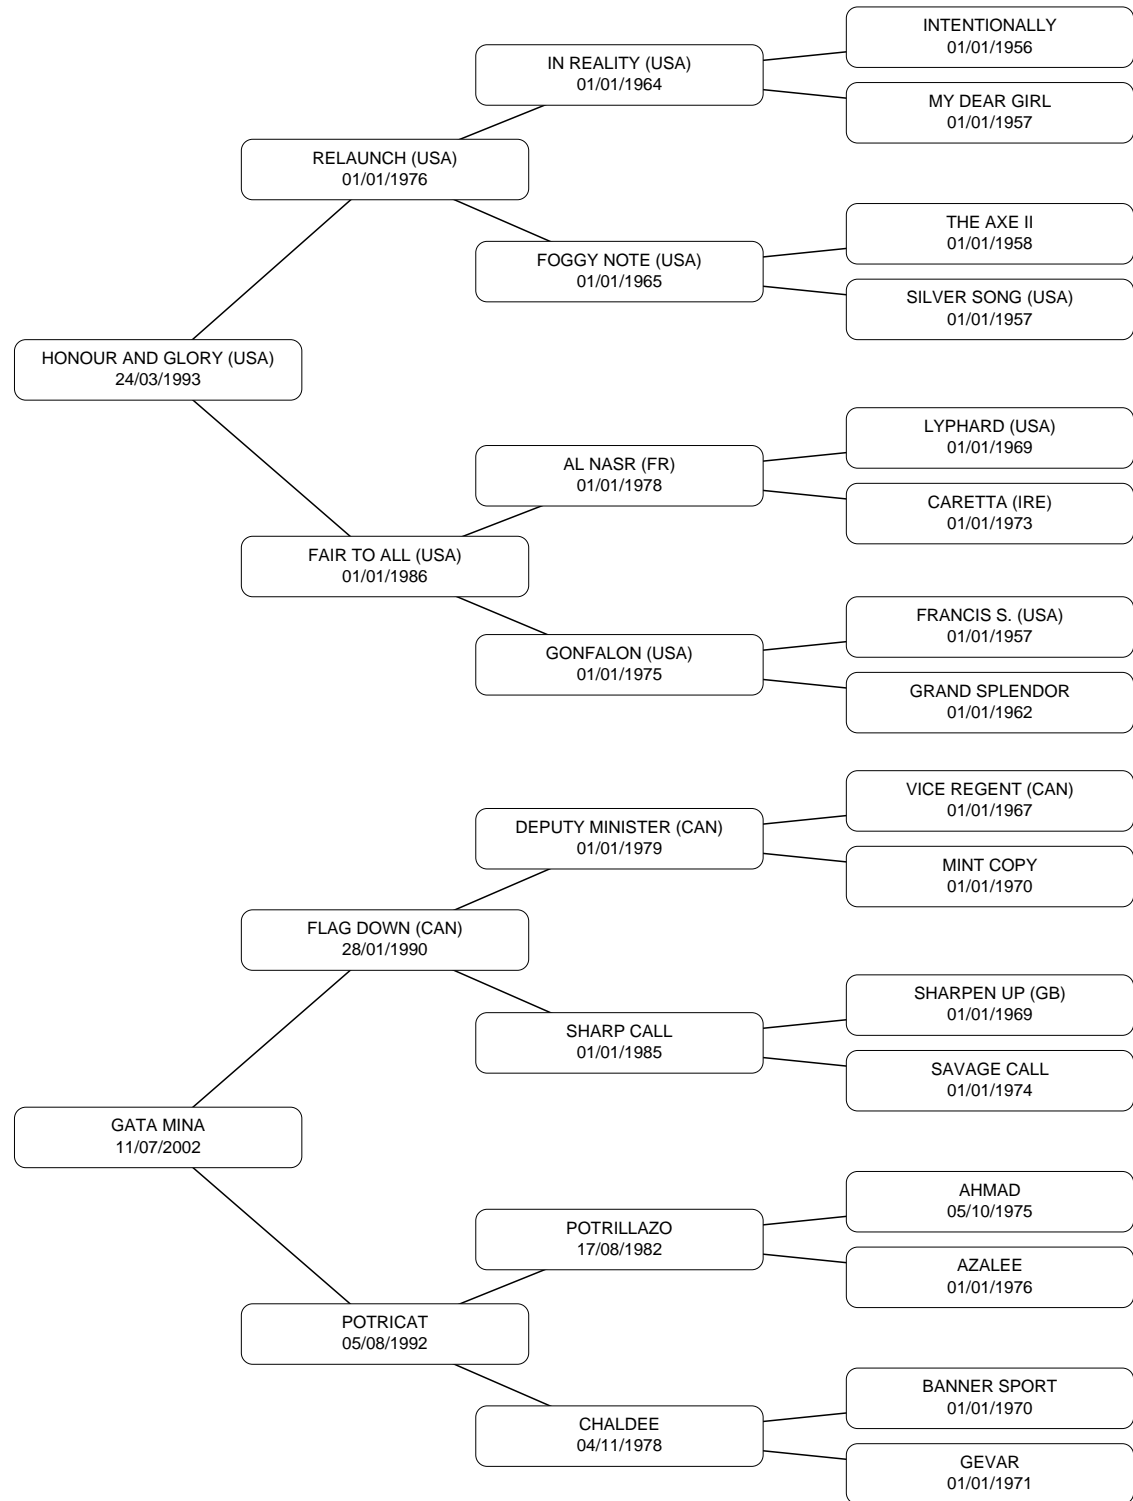 INTENTIONALLY
01/01/1956
IN REALITY (USA)
01/01/1964
MY DEAR GIRL
01/01/1957
RELAUNCH (USA)
01/01/1976
THE AXE II
01/01/1958
FOGGY NOTE (USA)
01/01/1965
SILVER SONG (USA)
01/01/1957
HONOUR AND GLORY (USA)
24/03/1993
LYPHARD (USA)
01/01/1969
AL NASR (FR)
01/01/1978
CARETTA (IRE)
01/01/1973
FAIR TO ALL (USA)
01/01/1986
FRANCIS S. (USA)
01/01/1957
GONFALON (USA)
01/01/1975
GRAND SPLENDOR
01/01/1962
VICE REGENT (CAN)
01/01/1967
DEPUTY MINISTER (CAN)
01/01/1979
MINT COPY
01/01/1970
FLAG DOWN (CAN)
28/01/1990
SHARPEN UP (GB)
01/01/1969
SHARP CALL
01/01/1985
SAVAGE CALL
01/01/1974
GATA MINA
11/07/2002
AHMAD
05/10/1975
POTRILLAZO
17/08/1982
AZALEE
01/01/1976
POTRICAT
05/08/1992
BANNER SPORT
01/01/1970
CHALDEE
04/11/1978
GEVAR
01/01/1971